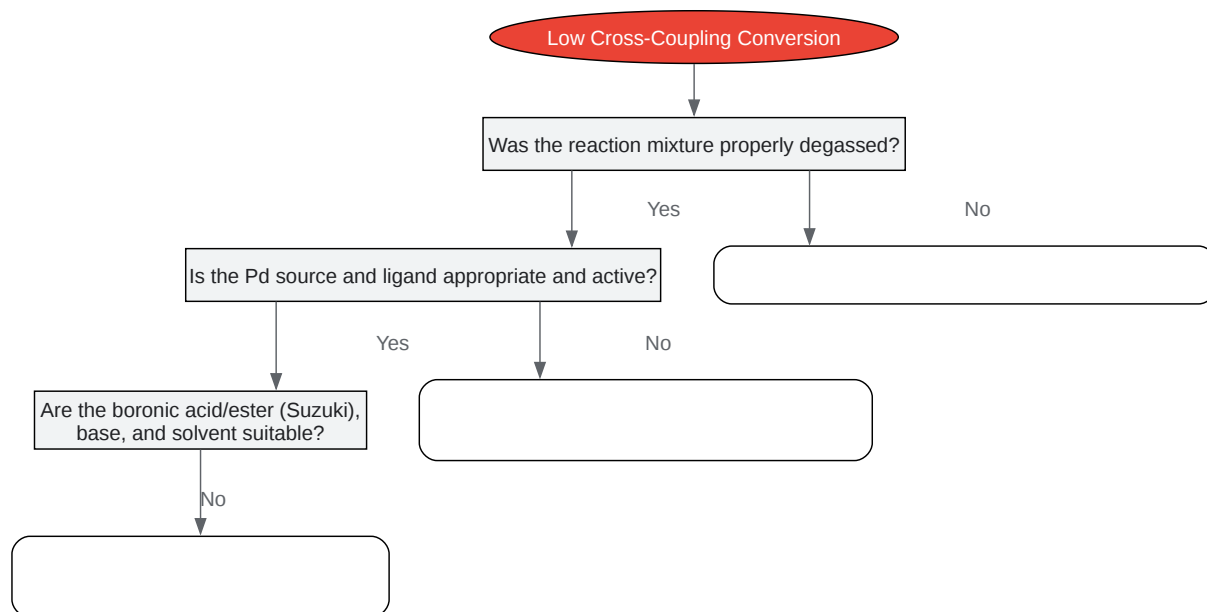 Low Cross-Coupling Conversion
Was the reaction mixture properly degassed?
Yes
No
Is the Pd source and ligand appropriate and active?
Yes
No
Are the boronic acid/ester (Suzuki),
base, and solvent suitable?
No